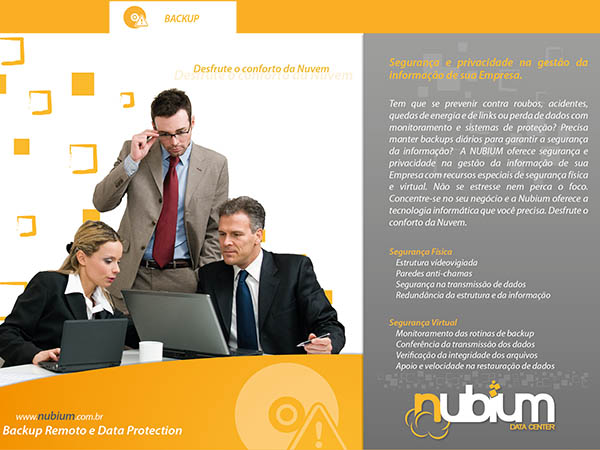 BACKUP
Desfrute o conforto da Nuvem
Desfrute o conforto da Nuvem
www.nubium.com.br
Backup Remoto e Data Protection
Segurança e privacidade na gestão da
informação de sua Empresa.
Tem que se prevenir contra roubos, acidentes,
quedas de energia e de links ou perda de dados com
monitoramento e sistemas de proteção? Precisa
manter backups diários para garantir a segurança
da informação? A NUBIUM oferece segurança e
privacidade na gestão da informação de sua
Empresa com recursos especiais de segurança física
e virtual. Não se estresse nem perca o foco.
Concentre-se no seu negócio e a Nubium oferece a
tecnologia informática que você precisa. Desfrute o
conforto da Nuvem.
Segurança Física
Estrutura vídeovigiada
Paredes anti-chamas
Segurança na transmissão de dados
Redundância da estrutura e da informação
Segurança Virtual
Monitoramento das rotinas de backup
Conferência da transmissão dos dados
Verificação da integridade dos arquivos
Apoio e velocidade na restauração de dados
nubium
DATA CENTER